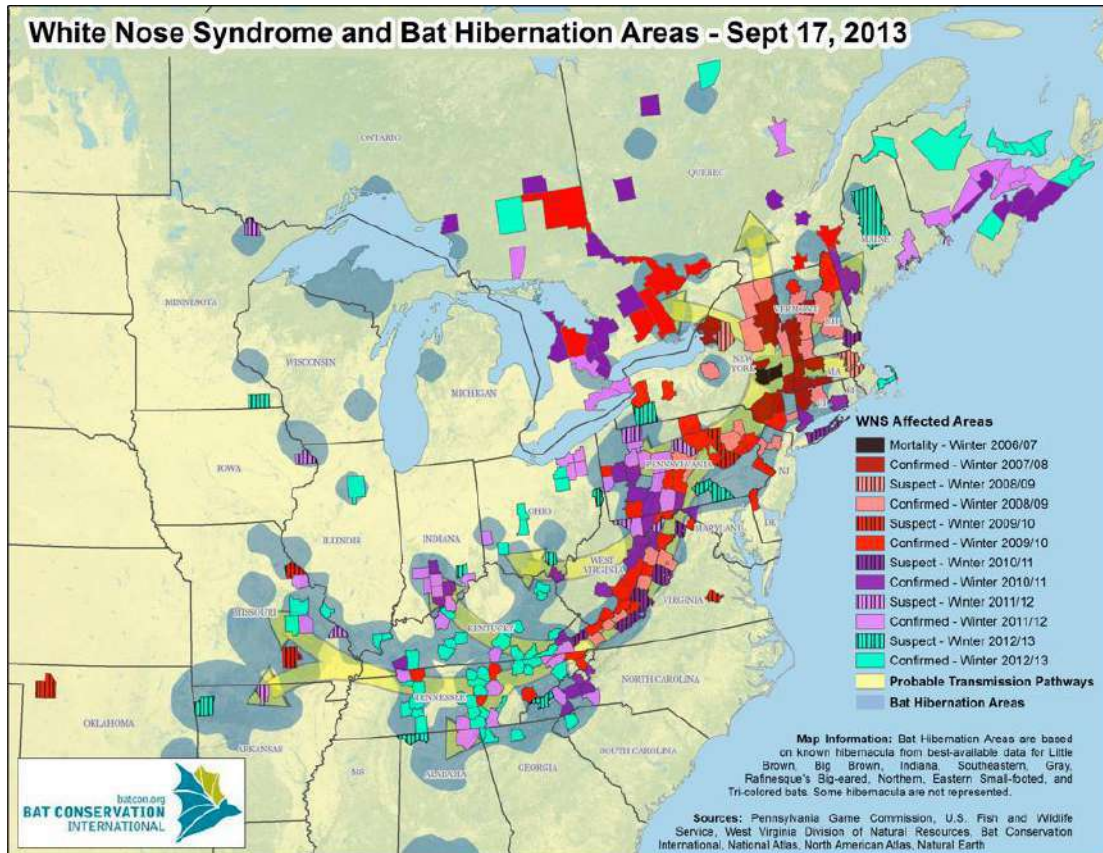 White Nose Syndrome and Bat Hibernation Areas - Sept 17, 2013
ONTARIO
QUEBEC
MAINE
MINNESOTA
VERMONT
NH
WISCONSIN
MICHIGAN
NEW
YORK
MA
RI
CT
IOWA
PENNSYLVANIA
NJ
OHIO
ILLINOIS
INDIANA
MARYLAND
DE
WEST
VIRGINIA
VIRGINIA
MISSOURI
KENTUCKY
NORTH CAROLINA
TENNESSEE
OKLAHOMA
ARKANSAS
SOUTH CAROLINA
MS
ALABAMA
GEORGIA
WNS Affected Areas
Mortality - Winter 2006/07
Confirmed - Winter 2007/08
Suspect - Winter 2008/09
Confirmed - Winter 2008/09
Suspect - Winter 2009/10
Confirmed - Winter 2009/10
Suspect - Winter 2010/11
Confirmed - Winter 2010/11
Suspect - Winter 2011/12
Confirmed - Winter 2011/12
Suspect - Winter 2012/13
Confirmed - Winter 2012/13
Probable Transmission Pathways
Bat Hibernation Areas
Map Information: Bat Hibernation Areas are based
on known hibernacula from best-available data for Little
Brown, Big Brown, Indiana, Southeastern, Gray,
Rafinesque's Big-eared, Northern, Eastern Small-footed, and
Tri-colored bats. Some hibernacula are not represented.
Sources: Pennsylvania Game Commission, U.S. Fish and Wildlife
Service, West Virginia Division of Natural Resources, Bat Conservation
International, National Atlas, North American Atlas, Natural Earth
batcon.org
BAT CONSERVATION
INTERNATIONAL